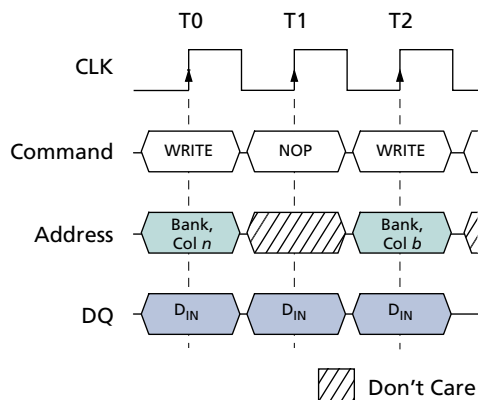 T0 T1 T2
CLK
Command WRITE NOP WRITE
Address Bank, Col n Bank, Col b
DQ DIN DIN DIN
Don't Care